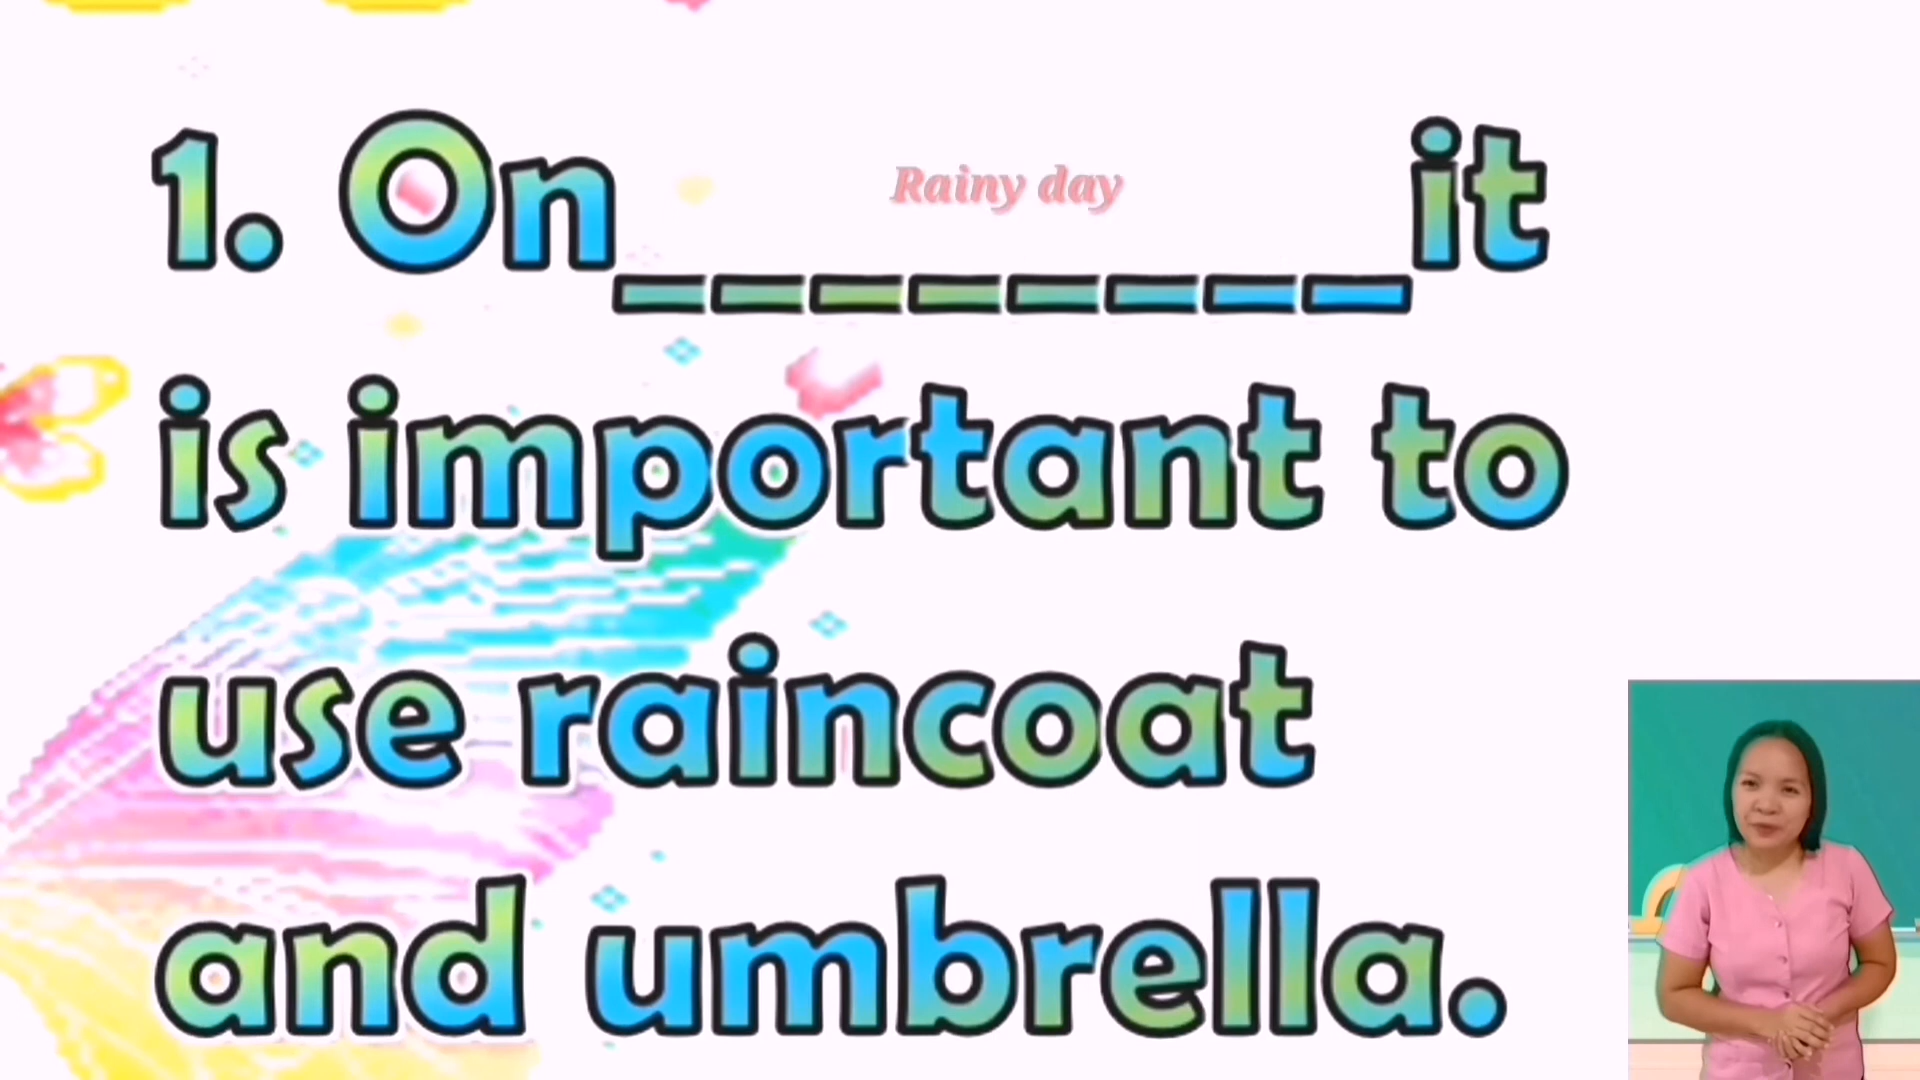 1. On Rainy day it
is important to
use raincoat
and umbrella.